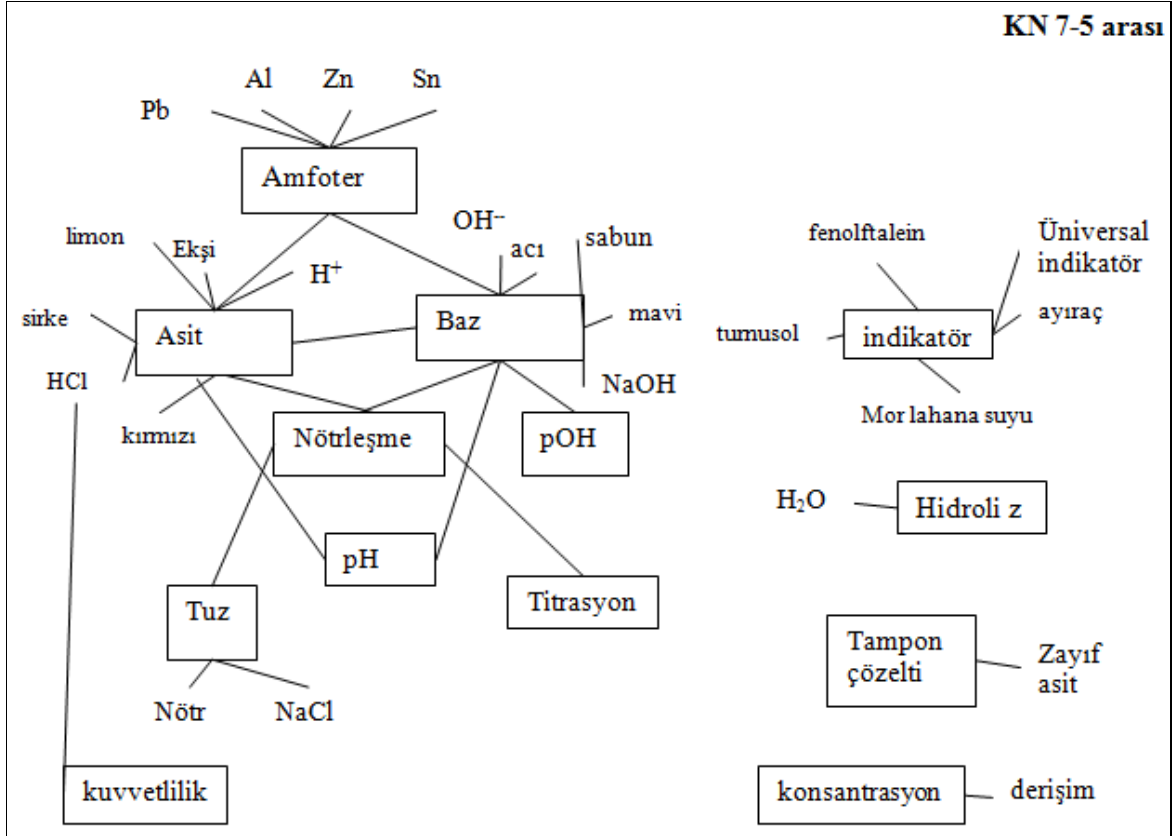 KN 7-5 arası
Al
Zn
Sn
Pb
Amfoter
OH--
limon
Ekşi
acı
sabun
H+
fenolftalein
Üniversal
indikatör
sirke
Asit
Baz
mavi
turnusol
indikatör
ayıraç
HCl
NaOH
kırmızı
Nötrleşme
pOH
Mor lahana suyu
H₂O
Hidroli z
pH
Tuz
Titrasyon
Tampon
çözelti
Zayıf
asit
Nötr
NaCl
kuvvetlilik
konsantrasyon
derişim